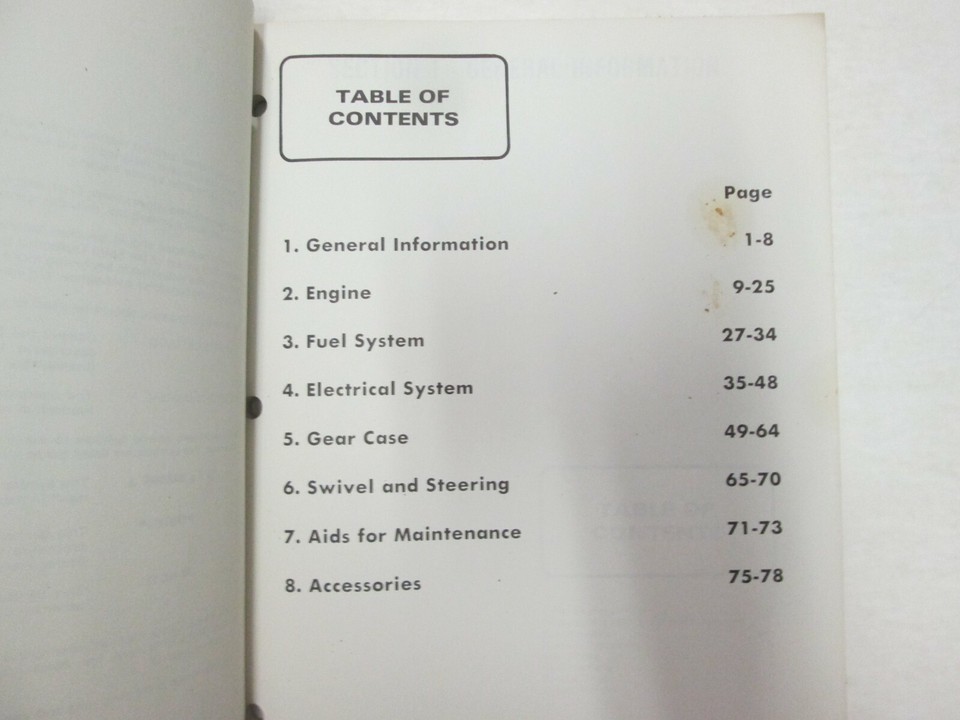 TABLE OF
CONTENTS
Page
1. General Information 1-8
2. Engine 9-25
3. Fuel System 27-34
4. Electrical System 35-48
5. Gear Case 49-64
6. Swivel and Steering 65-70
7. Aids for Maintenance 71-73
8. Accessories 75-78